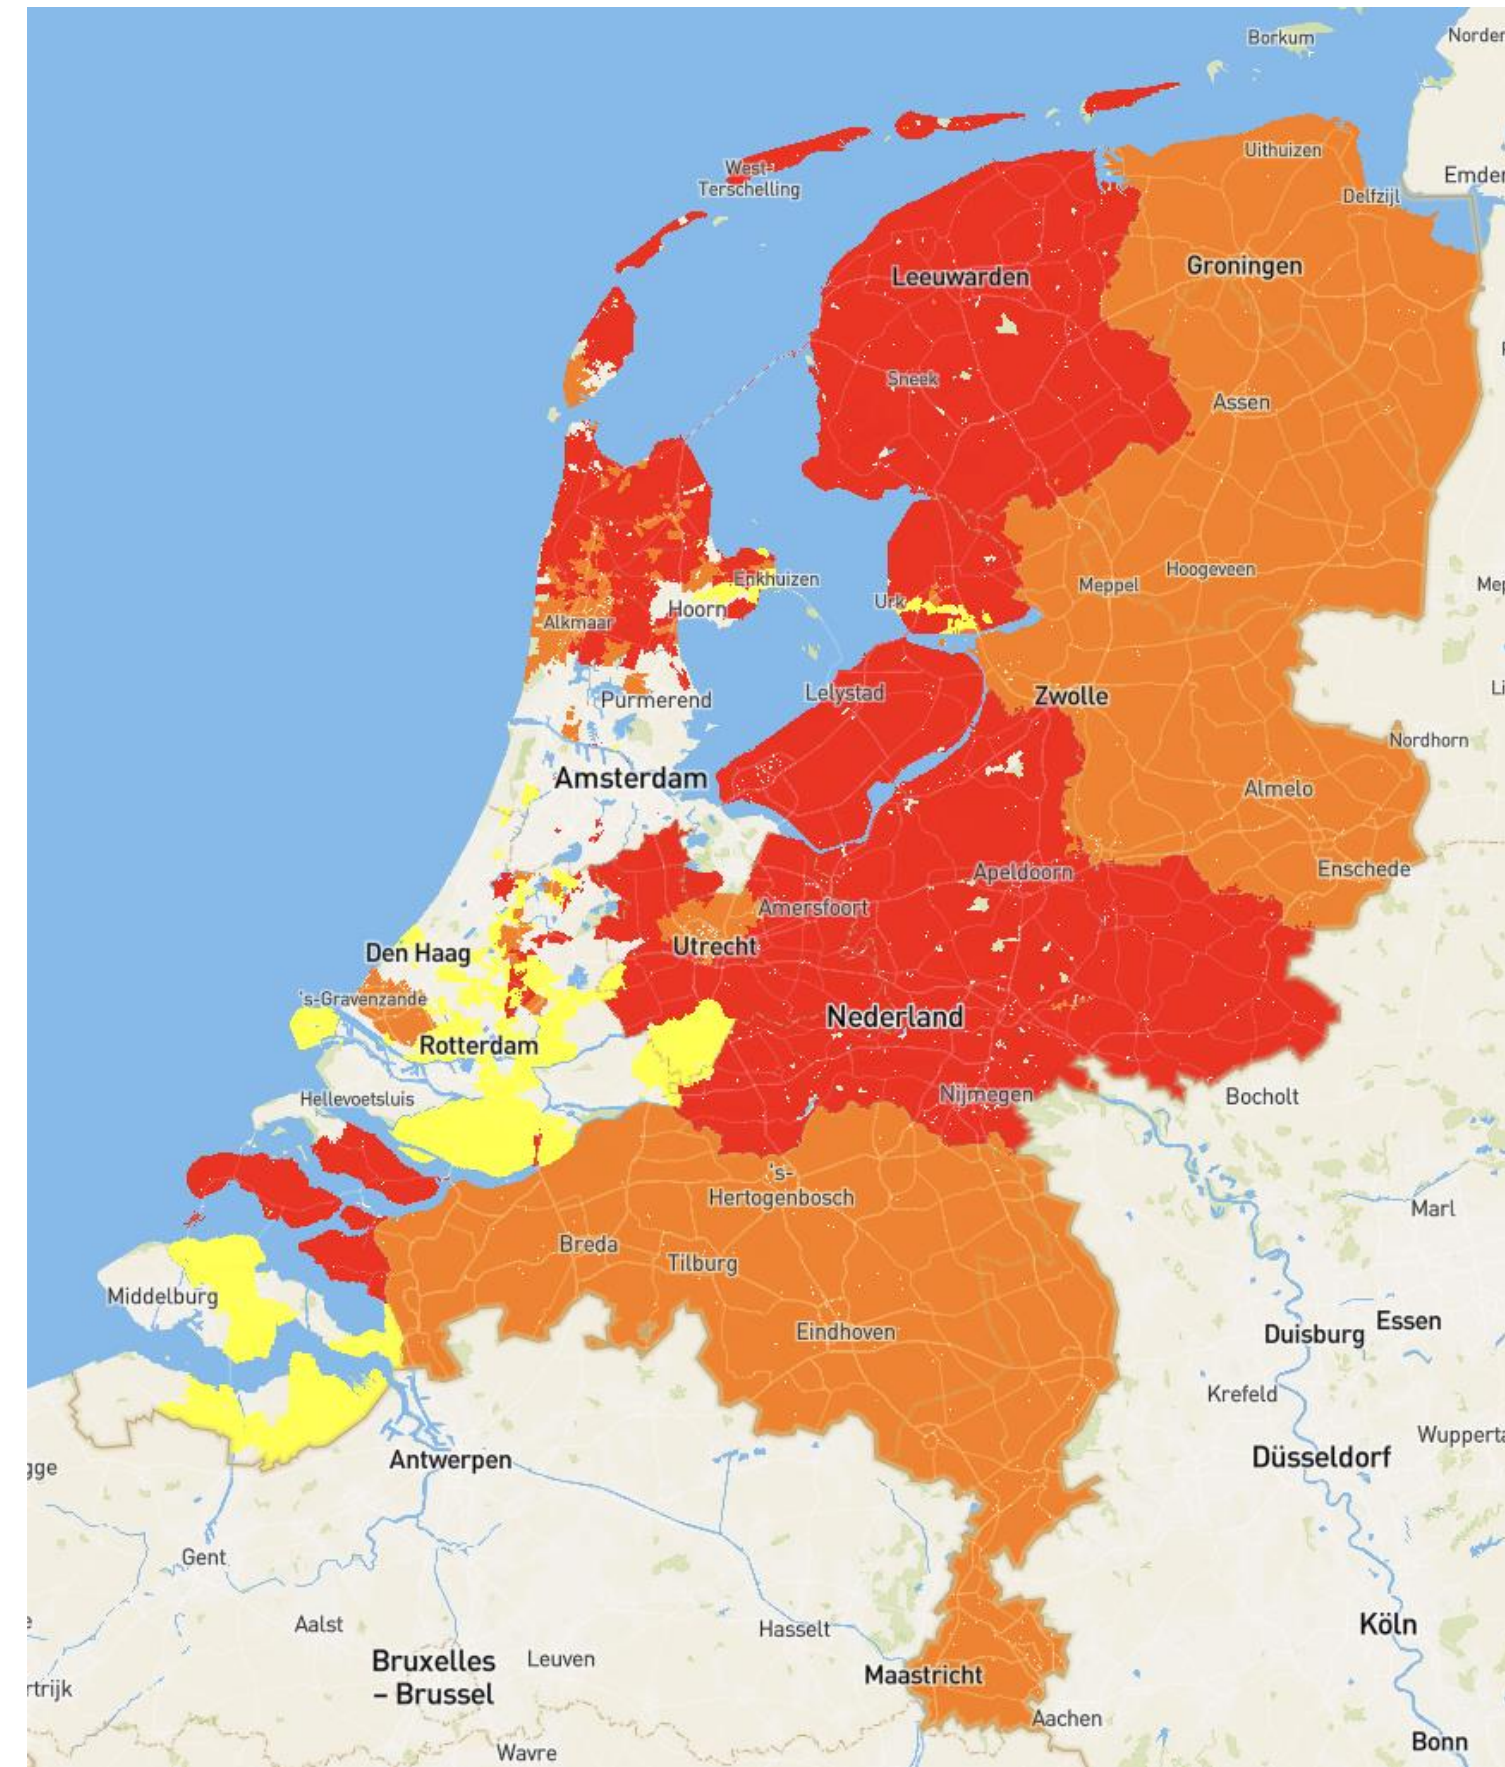 Borkum
Norder
Uithuizen
West-
Terschelling
Emden
Delfzijl
Leeuwarden
Groningen
Sneek
Assen
Enkhuizen
Hoogeveen
Meppel
Urk
Hoorn
Alkmaar
Lelystad
Zwolle
Purmerend
Nordhorn
Amsterdam
Almelo
Enschede
Apeldoorn
Amersfoort
Utrecht
Den Haag
's-Gravenzande
Nederland
Rotterdam
Nijmegen
Bocholt
Hellevoetsluis
's-
Hertogenbosch
Marl
Breda
Tilburg
Middelburg
Essen
Duisburg
Eindhoven
Krefeld
Wupperta
Düsseldorf
Antwerpen
Gent
Aalst
Hasselt
Köln
Bruxelles
– Brussel
Leuven
Maastricht
rtrijk
Aachen
Bonn
Wavre